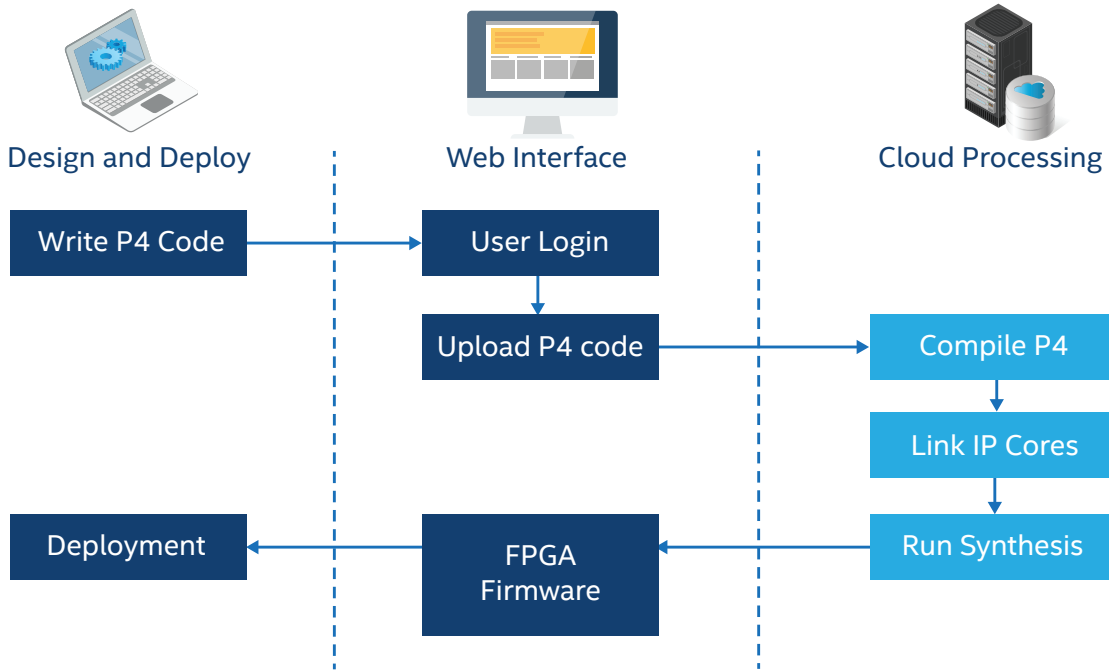 Design and Deploy
Web Interface
Cloud Processing
Write P4 Code
User Login
Upload P4 code
Compile P4
Link IP Cores
Deployment
FPGA
Firmware
Run Synthesis